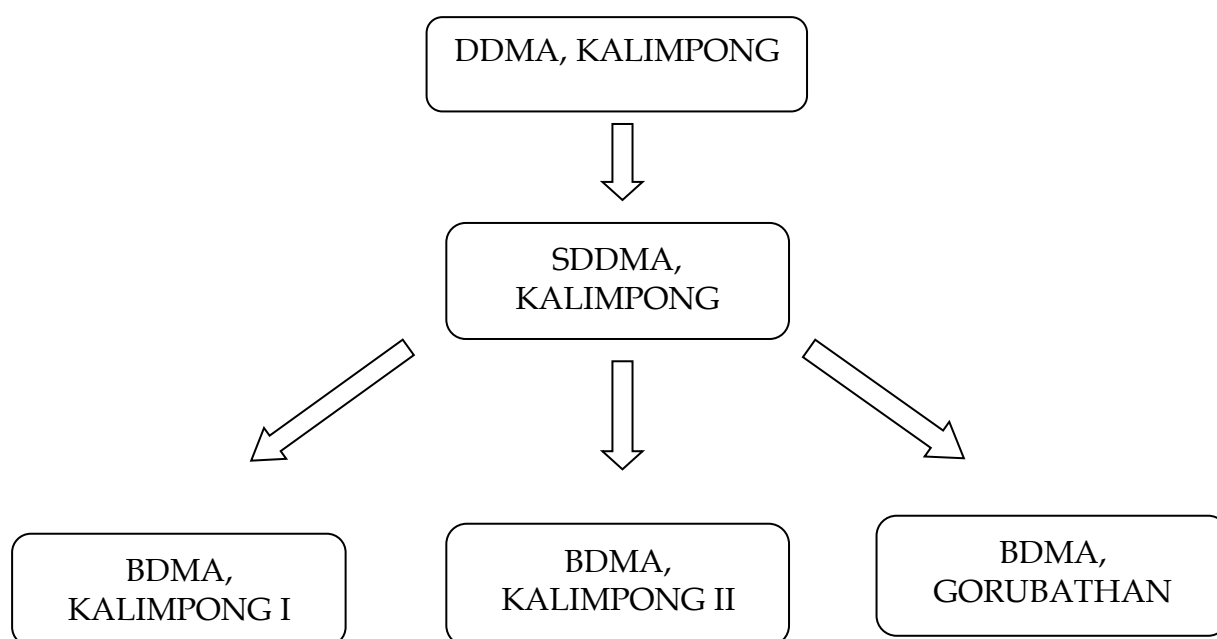 DDMA, KALIMPONG
SDDMA,
KALIMPONG
BDMA,
KALIMPONG I
BDMA,
KALIMPONG II
BDMA,
GORUBATHAN